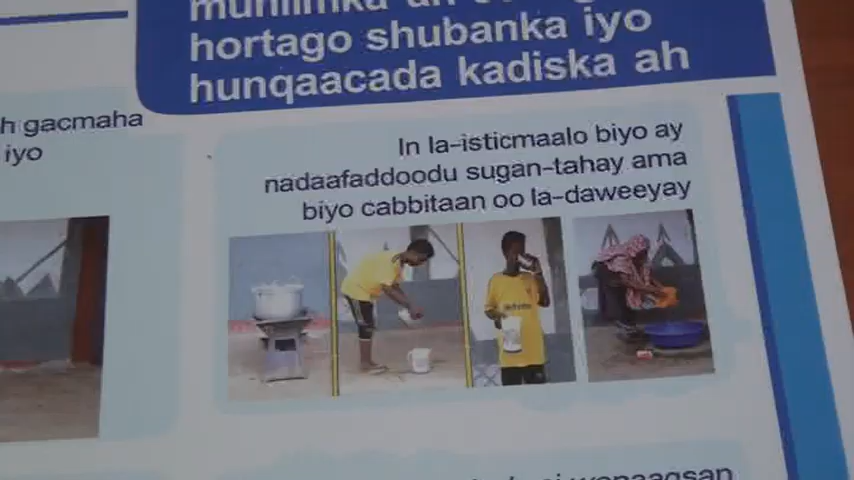 hortago shubanka iyo
hunqaacada kadiska ah
h gacmaha
iyo
In la-isticmaalo biyo ay
nadaafaddoodu sugan-tahay ama
biyo cabbitaan oo la-daweeyay
wanaagsan